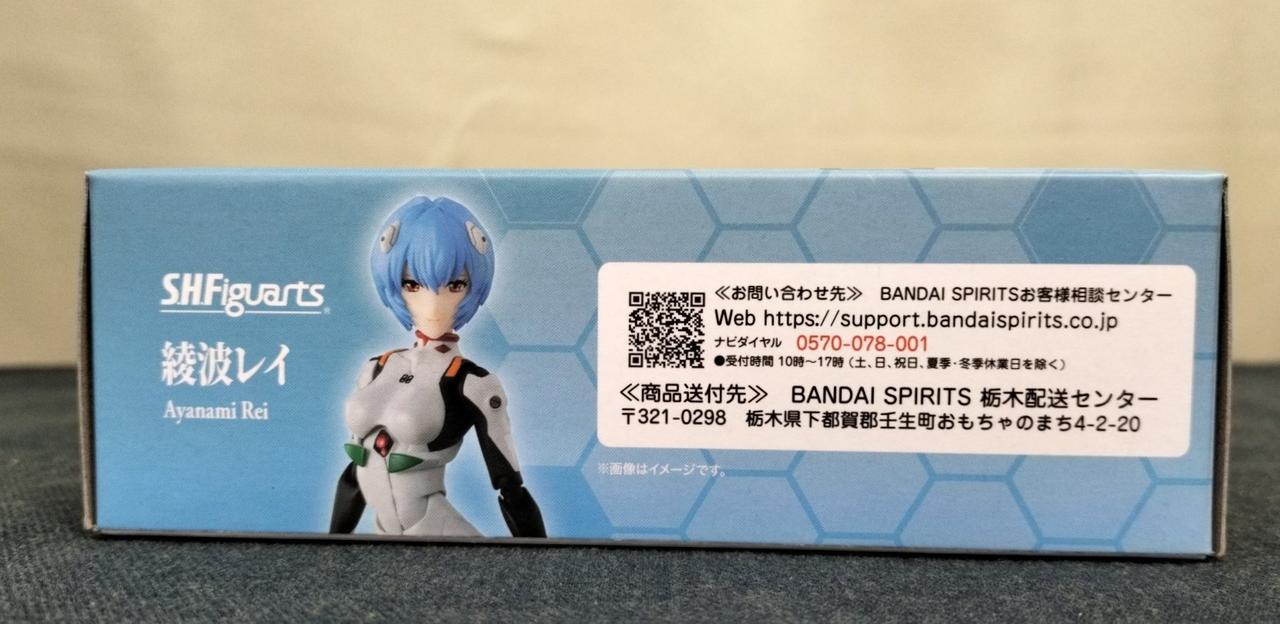 S.H.Figuarts®
綾波レイ
Ayanami Rei
00
≪お問い合わせ先≫ BANDAI SPIRITSお客様相談センター
Web https://support.bandaispirits.co.jp
ナビダイヤル 0570-078-001
●受付時間 10時～17時（土、日、祝日、夏季・冬季休業日を除く）
≪商品送付先≫ BANDAI SPIRITS 栃木配送センター
〒321-0298 栃木県下都賀郡壬生町おもちゃのまち4-2-20
※画像はイメージです。